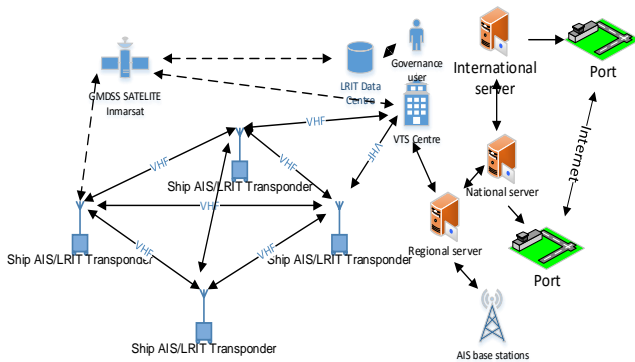 GMDSS SATELITE
Inmarsat
LRIT Data
Centre
Governance
user
International
server
Port
VTS Centre
VHF
VHF
VHF
Internet
Ship AIS/LRIT Transponder
VHF
National server
VHF
Ship AIS/LRIT Transponder
Ship AIS/LRIT Transponder
Regional server
VHF
VHF
Port
Ship AIS/LRIT Transponder
AIS base stations